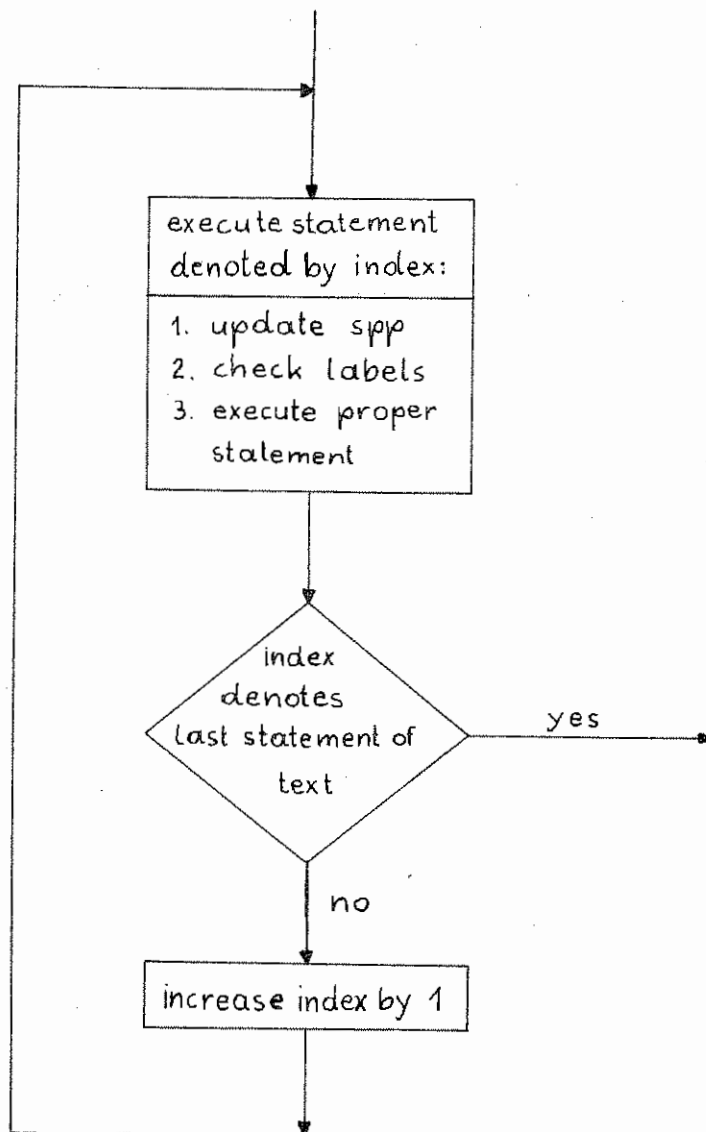 execute statement
denoted by index:
1. update spp
2. check labels
3. execute proper
statement
index
denotes
last statement of
text
yes
no
increase index by 1